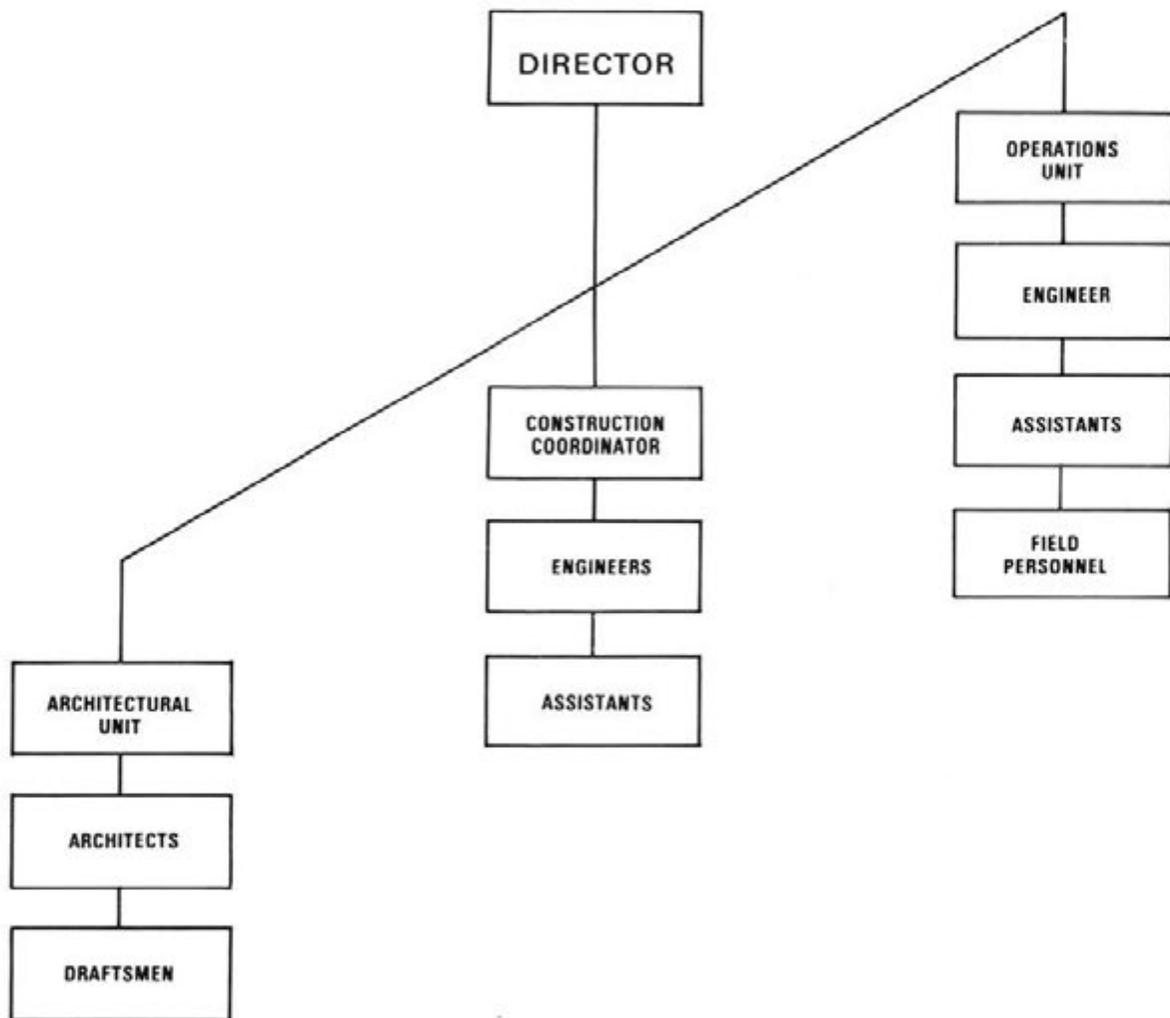 DIRECTOR
OPERATIONS
UNIT
ENGINEER
ASSISTANTS
FIELD
PERSONNEL
CONSTRUCTION
COORDINATOR
ENGINEERS
ASSISTANTS
ARCHITECTURAL
UNIT
ARCHITECTS
DRAFTSMEN